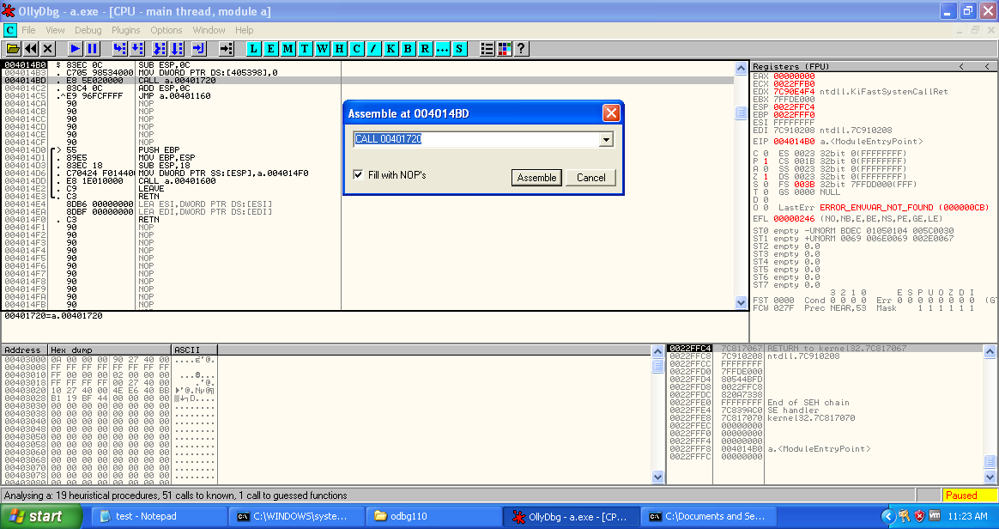 OllyDbg - a.exe - [CPU - main thread, module a]
C File View Debug Plugins Options Window Help
L E M T W H C / K B R ... S ?
004014B0 $ 83EC 0C SUB ESP,0C
004014B3 . C705 98534000 MOV DWORD PTR DS:[405398],0
004014BD . E8 5E020000 CALL a.00401720
004014C2 . 83C4 0C ADD ESP,0C
004014C5 .^E9 96FCFFFF JMP a.00401160
004014CA 90 NOP
004014CB 90 NOP
004014CC 90 NOP
004014CD 90 NOP
004014CE 90 NOP
004014CF 90 NOP
004014D0 > 55 PUSH EBP
004014D1 . 89E5 MOV EBP,ESP
004014D3 . 83EC 18 SUB ESP,18
004014D6 . C70424 F01440 MOV DWORD PTR SS:[ESP],a.004014F0
004014DD . E8 1E010000 CALL a.00401600
004014E2 . C9 LEAVE
004014E3 . C3 RETN
004014E4 8DB6 00000000 LEA ESI,DWORD PTR DS:[ESI]
004014EA 8DBF 00000000 LEA EDI,DWORD PTR DS:[EDI]
004014F0 . C3 RETN
004014F1 90 NOP
004014F2 90 NOP
004014F3 90 NOP
004014F4 90 NOP
004014F5 90 NOP
004014F6 90 NOP
004014F7 90 NOP
004014F8 90 NOP
004014F9 90 NOP
004014FA 90 NOP
004014FB 90 NOP
00401720=a.00401720
Assemble at 004014BD
CALL 00401720
Fill with NOP's
Assemble Cancel
Registers (FPU) < <
EAX 00000000
ECX 0022FFB0
EDX 7C90E4F4 ntdll.KiFastSystemCallRet
EBX 7FFDE000
ESP 0022FFC4
EBP 0022FFF0
ESI FFFFFFFF
EDI 7C910208 ntdll.7C910208
EIP 004014B0 a.<ModuleEntryPoint>
C 0 ES 0023 32bit 0(FFFFFFFF)
P 1 CS 001B 32bit 0(FFFFFFFF)
A 0 SS 0023 32bit 0(FFFFFFFF)
Z 1 DS 0023 32bit 0(FFFFFFFF)
S 0 FS 003B 32bit 7FFDD000(FFF)
T 0 GS 0000 NULL
D 0
O 0 LastErr ERROR_ENVVAR_NOT_FOUND (000000CB)
EFL 00000246 (NO,NB,E,BE,NS,PE,GE,LE)
ST0 empty -UNORM BDEC 01050104 005C0030
ST1 empty +UNORM 0069 006E0069 002E0067
ST2 empty 0.0
ST3 empty 0.0
ST4 empty 0.0
ST5 empty 0.0
ST6 empty 0.0
ST7 empty 0.0
3 2 1 0 E S P U O Z D I
FST 0000 Cond 0 0 0 0 Err 0 0 0 0 0 0 0 0 (GT
FCW 027F Prec NEAR,53 Mask 1 1 1 1 1 1
Address Hex dump ASCII
00403000 0A 00 00 00 90 27 40 00
00403008 FF FF FF FF 00 00 00 00
00403010 FF 00 00 00 02 00 00 00
00403018 FF FF FF FF 00 27 40 00
00403020 10 27 40 00 4E E6 40 BB
00403028 B1 19 BF 44 00 00 00 00
00403030 00 00 00 00 00 00 00 00 ........
00403038 00 00 00 00 00 00 00 00 ........
00403040 00 00 00 00 00 00 00 00 ........
00403048 00 00 00 00 00 00 00 00 ........
00403050 00 00 00 00 00 00 00 00 ........
00403058 00 00 00 00 00 00 00 00 ........
00403060 00 00 00 00 00 00 00 00 ........
00403068 00 00 00 00 00 00 00 00 ........
00403070 00 00 00 00 00 00 00 00 ........
00403078 00 00 00 00 00 00 00 00 ........
00403080 00 00 00 00 00 00 00 00 ........
0022FFC4 7C817067 RETURN to kernel32.7C817067
0022FFC8 7C910208 ntdll.7C910208
0022FFCC FFFFFFFF
0022FFD0 7FFDE000
0022FFD4 80544BFD
0022FFD8 0022FFC8
0022FFDC 820A7338
0022FFE0 FFFFFFFF End of SEH chain
0022FFE4 7C839AC0 SE handler
0022FFE8 7C817070 kernel32.7C817070
0022FFEC 00000000
0022FFF0 00000000
0022FFF4 00000000
0022FFF8 004014B0 a.<ModuleEntryPoint>
0022FFFC 00000000
Analysing a: 19 heuristical procedures, 51 calls to known, 1 call to guessed functions
Paused
start test - Notepad C:\WINDOWS\syste... odbg110 OllyDbg - a.exe - [CP... C:\Documents and Se... 11:23 AM